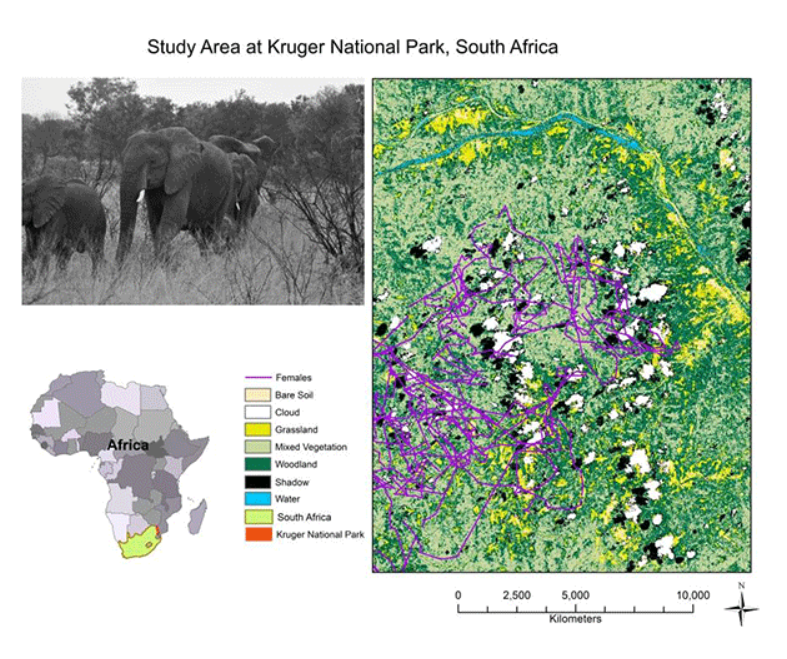 Study Area at Kruger National Park, South Africa
Africa
Females
Bare Soil
Cloud
Grassland
Mixed Vegetation
Woodland
Shadow
Water
South Africa
Kruger National Park
0 2,500 5,000 10,000
Kilometers
N